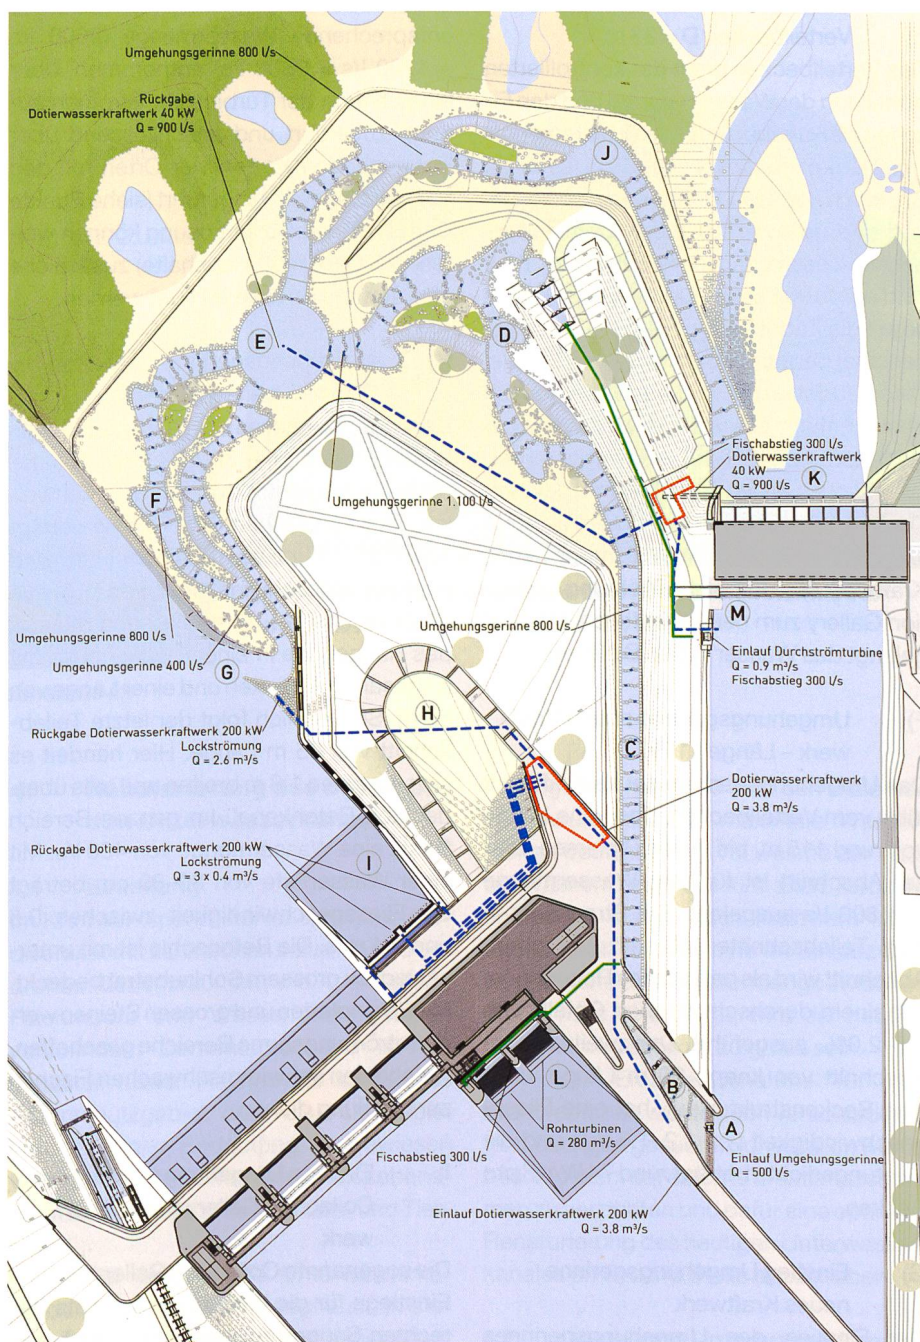 Umgehungsgerinne 800 l/s
Rückgabe
Dotierwasserkraftwerk 40 kW
Q = 900 l/s
J
E
D
Fischabstieg 300 l/s
Dotierwasserkraftwerk
40 kW
Q = 900 l/s
K
F
Umgehungsgerinne 1.100 l/s
M
Umgehungsgerinne 800 l/s
Umgehungsgerinne 800 l/s
Einlauf Durchströmturbine
Q = 0.9 m³/s
Fischabstieg 300 l/s
Umgehungsgerinne 400 l/s
G
H
Rückgabe Dotierwasserkraftwerk 200 kW
Lockströmung
Q = 2.6 m³/s
C
Dotierwasserkraftwerk
200 kW
Q = 3.8 m³/s
Rückgabe Dotierwasserkraftwerk 200 kW
Lockströmung
Q = 3 x 0.4 m³/s
I
L
B
A
Rohrturbinen
Q = 280 m³/s
Fischabstieg 300 l/s
Einlauf Umgehungsgerinne
Q = 500 l/s
Einlauf Dotierwasserkraftwerk 200 kW
Q = 3.8 m³/s